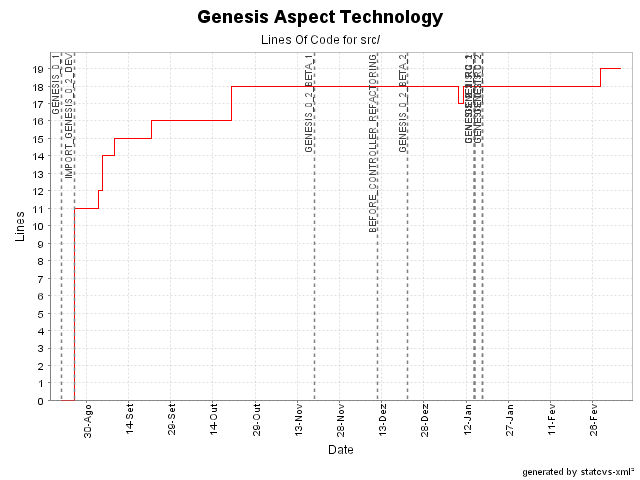 Genesis Aspect Technology
Lines Of Code for src/
GENESIS_0_1
IMPORT_GENESIS_0_2_DEV
GENESIS_0_2_BETA_1
BEFORE_CONTROLLER_REFACTORING
GENESIS_0_2_BETA_2
Lines
19
18
17
16
15
14
13
12
11
10
9
8
7
6
5
4
3
2
1
0
30-Ago
14-Set
29-Set
14-Out
29-Out
13-Nov
28-Nov
13-Dez
28-Dez
12-Jan
27-Jan
11-Fev
26-Fev
Date
generated by statcvs-xml²